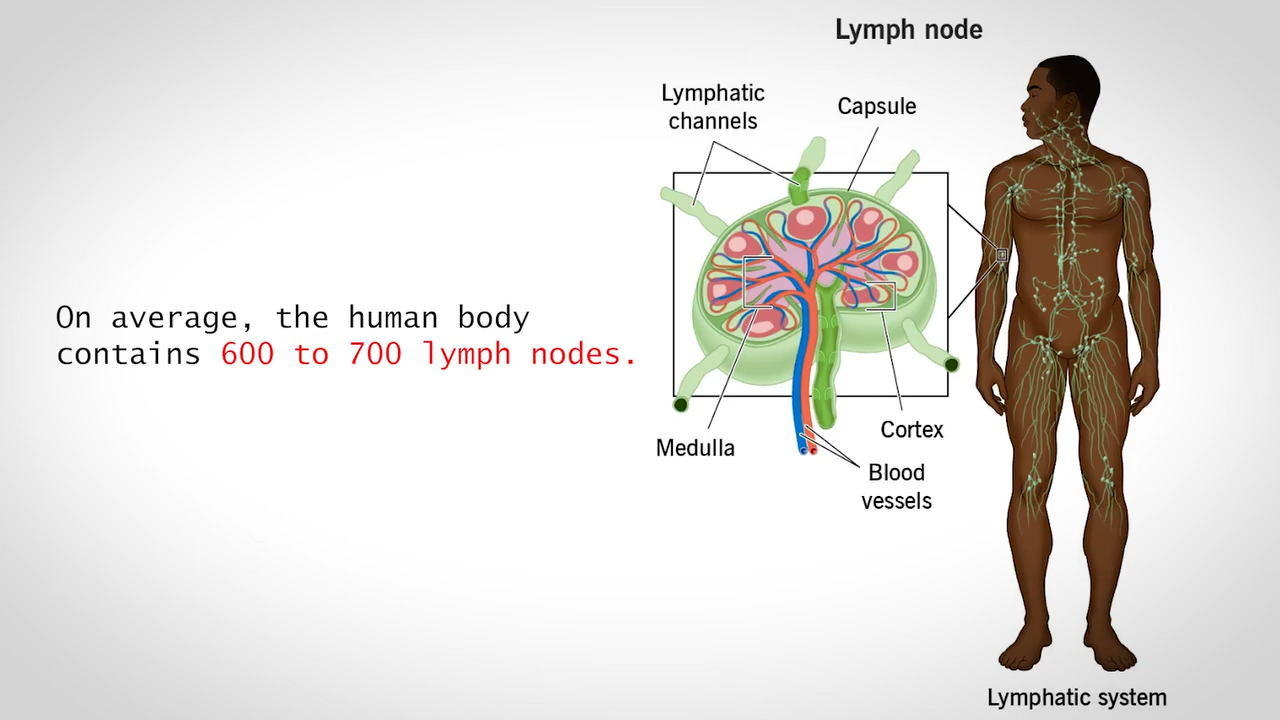 Lymph node
Lymphatic
channels
Capsule
On average, the human body
contains 600 to 700 lymph nodes.
Medulla
Cortex
Blood
vessels
Lymphatic system